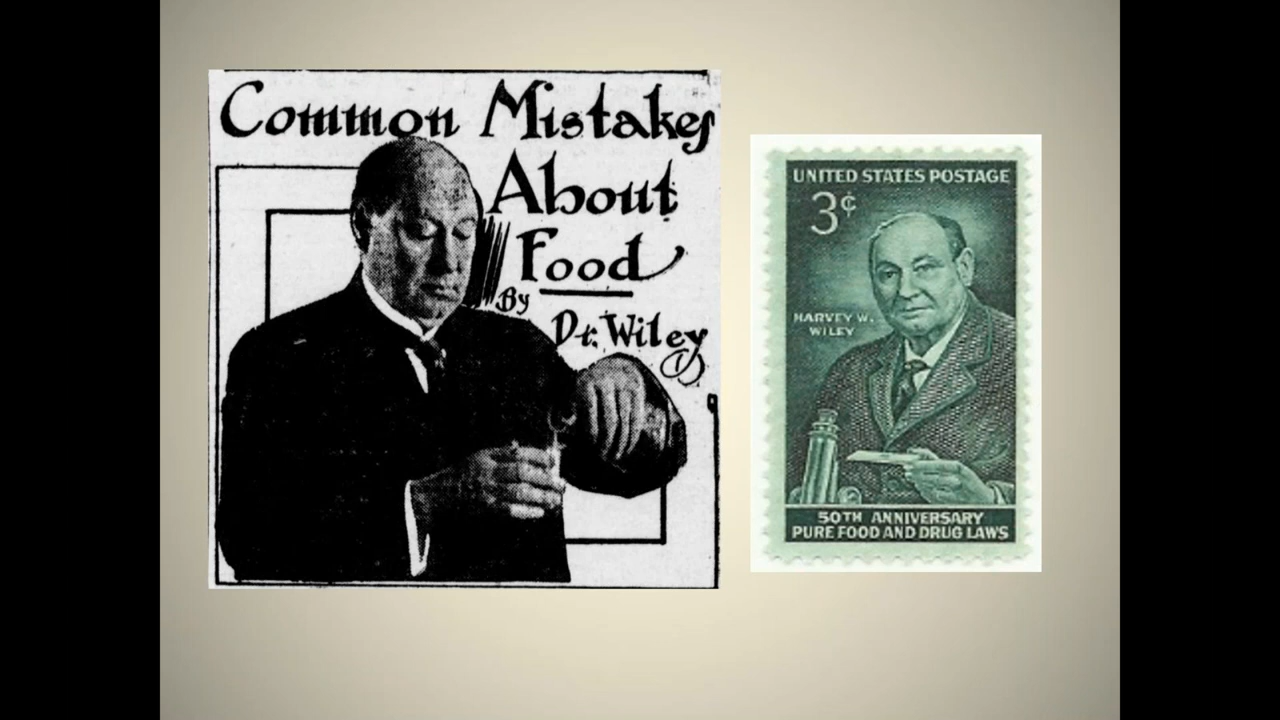 Common Mistakes
About
Food
By
Dr. Wiley
UNITED STATES POSTAGE
3¢
HARVEY W.
WILEY
50TH ANNIVERSARY
PURE FOOD AND DRUG LAWS